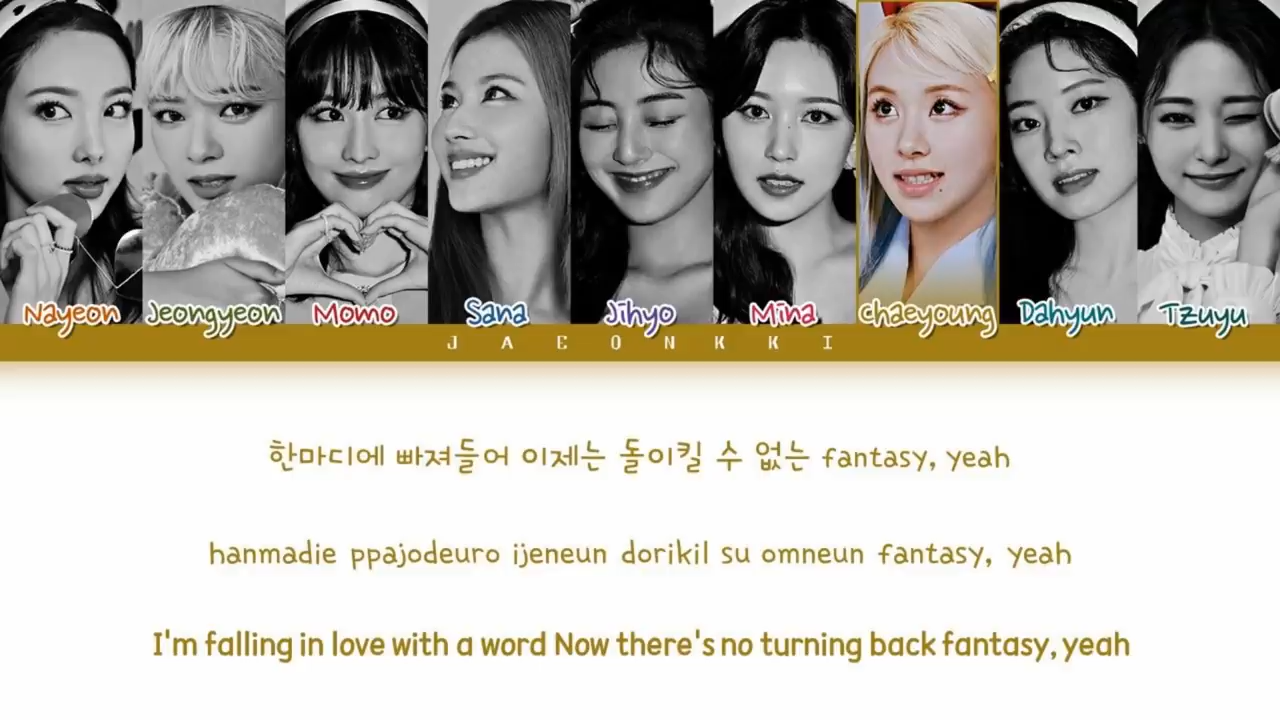 Nayeon Jeongyeon Momo Sana Jihyo Mina Chaeyoung Dahyun Tzuyu
JAEONKKI
한마디에 빠져들어 이제는 돌이킬 수 없는 fantasy, yeah
hanmadie ppajodeuro ijeneun dorikil su omneun fantasy, yeah
I'm falling in love with a word Now there's no turning back fantasy, yeah